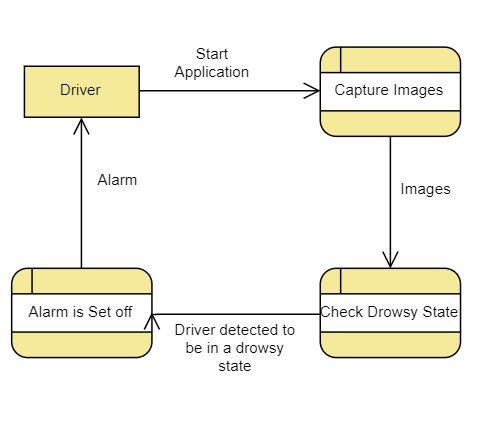 Start
Application
Driver
Capture Images
Alarm
Images
Alarm is Set off
Check Drowsy State
Driver detected to
be in a drowsy
state